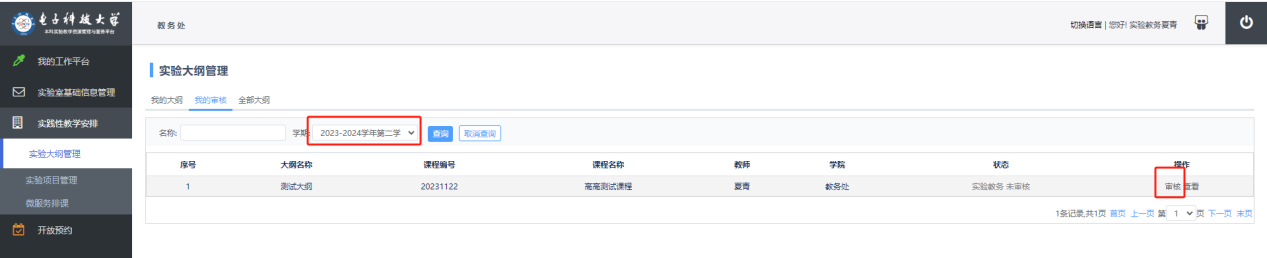 电子科技大学
本科实验教学资源管理与服务平台
教务处
切换语言 | 您好! 实验教务夏青
我的工作平台
实验室基础信息管理
实践性教学安排
实验大纲管理
实验项目管理
微服务排课
开放预约
实验大纲管理
我的大纲 我的审核 全部大纲
名称: 学期: 2023-2024学年第二学 查询 取消查询
序号 大纲名称 课程编号 课程名称 教师 学院 状态 操作
1 测试大纲 20231122 高高测试课程 夏青 教务处 实验教务 未审核 审核 查看
1条记录,共1页 首页 上一页 第 1 页 下一页 末页